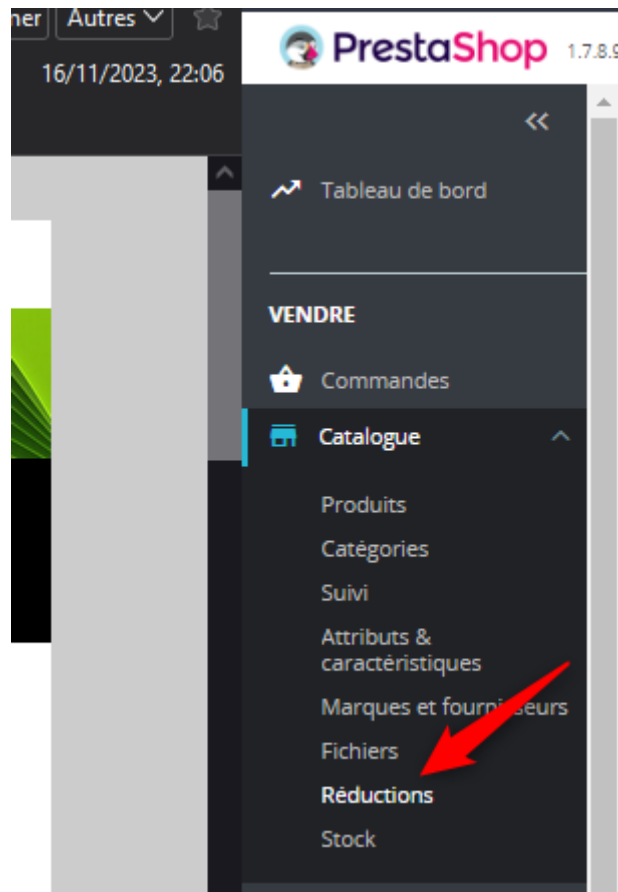 Autres
16/11/2023, 22:06
PrestaShop 1.7.8.9
Tableau de bord
VENDRE
Commandes
Catalogue
Produits
Catégories
Suivi
Attributs &
caractéristiques
Marques et fournisseurs
Fichiers
Réductions
Stock